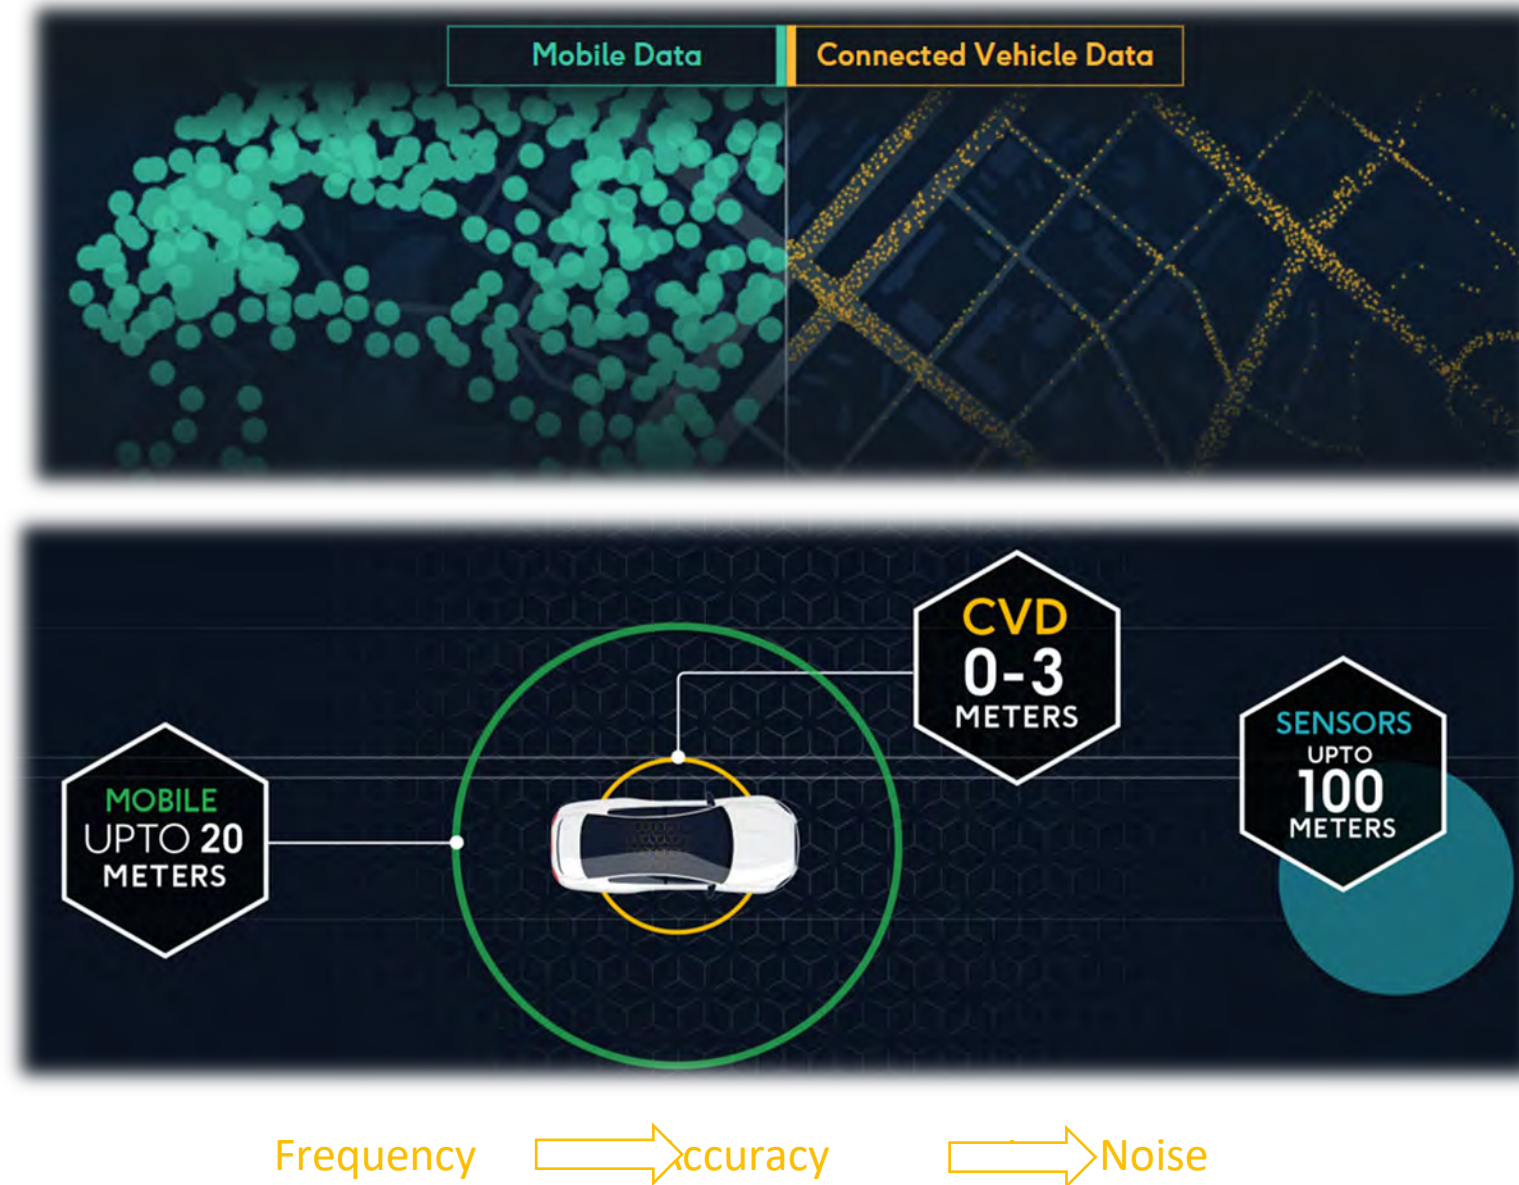 Mobile Data
Connected Vehicle Data
CVD
0-3
METERS
SENSORS
UPTO
100
METERS
MOBILE
UPTO 20
METERS
Frequency
Accuracy
Noise